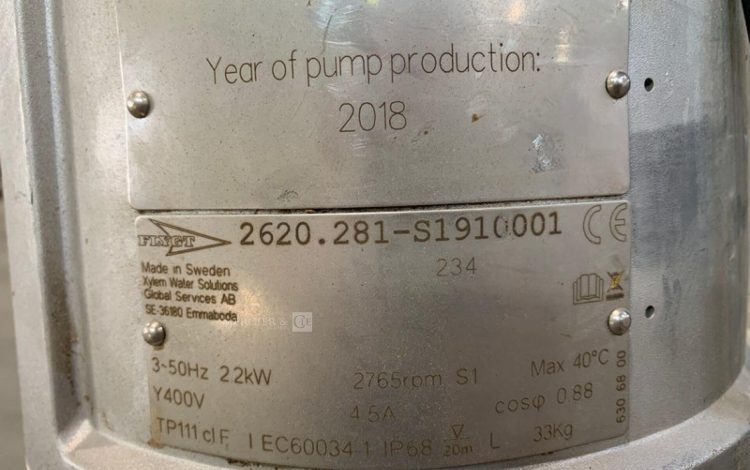 Year of pump production:
2018
FLYGT
2620.281-S1910001 CE
234
Made in Sweden
Xylem Water Solutions
Global Services AB
SE-36180 Emmaboda
3~50Hz 2.2kW 2765rpm S1 Max 40°C
Y400V 4.5A cosφ 0.88
TP111 cl F IEC60034-1 IP68 20m L 33Kg
630 68 00